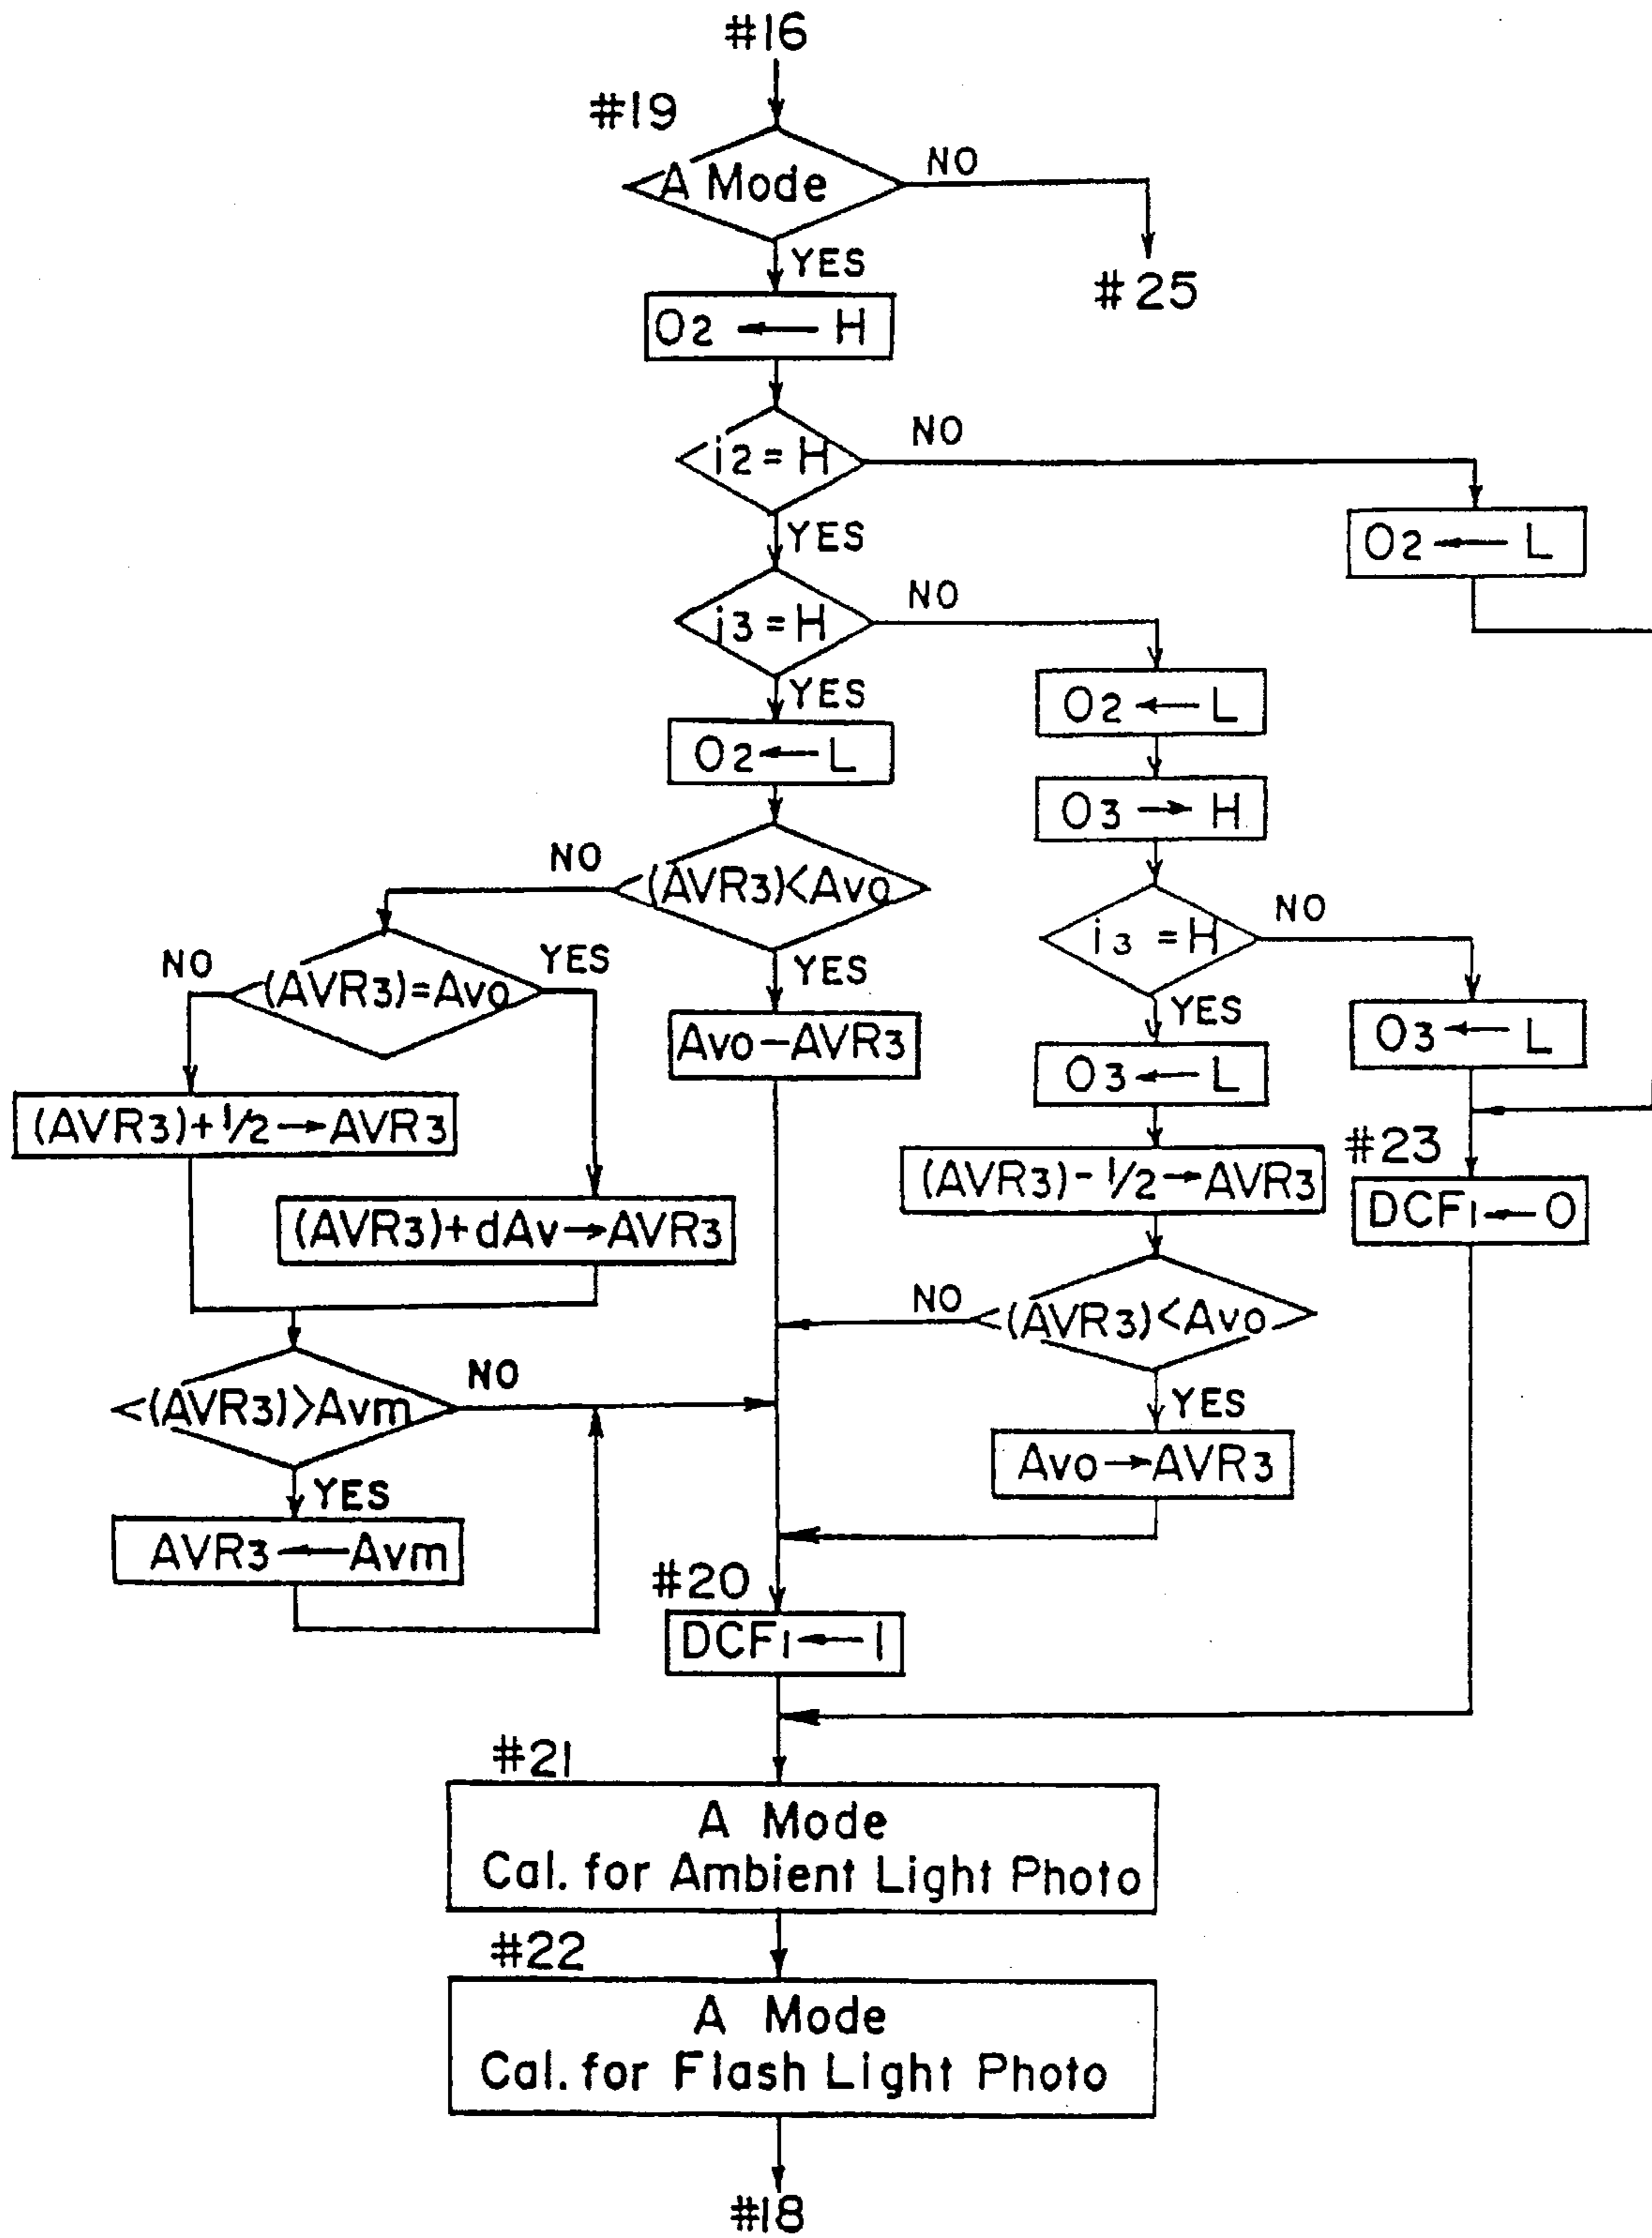 #16
#19
A Mode
NO
YES
#25
O2 ← H
i2 = H
NO
YES
O2 ← L
i3 = H
NO
YES
O2 ← L
O2 ← L
O3 → H
(AVR3)<Avo
NO
YES
i3 = H
NO
YES
(AVR3)=Avo
NO
YES
Avo－AVR3
O3 ← L
O3 ← L
(AVR3)+1/2→AVR3
#23
(AVR3)-1/2→AVR3
DCF1←0
(AVR3)+dAv→AVR3
(AVR3)<Avo
NO
YES
(AVR3)>Avm
NO
YES
Avo→AVR3
AVR3←Avm
#20
DCF1←1
#21
A Mode
Cal. for Ambient Light Photo
#22
A Mode
Cal. for Flash Light Photo
#18